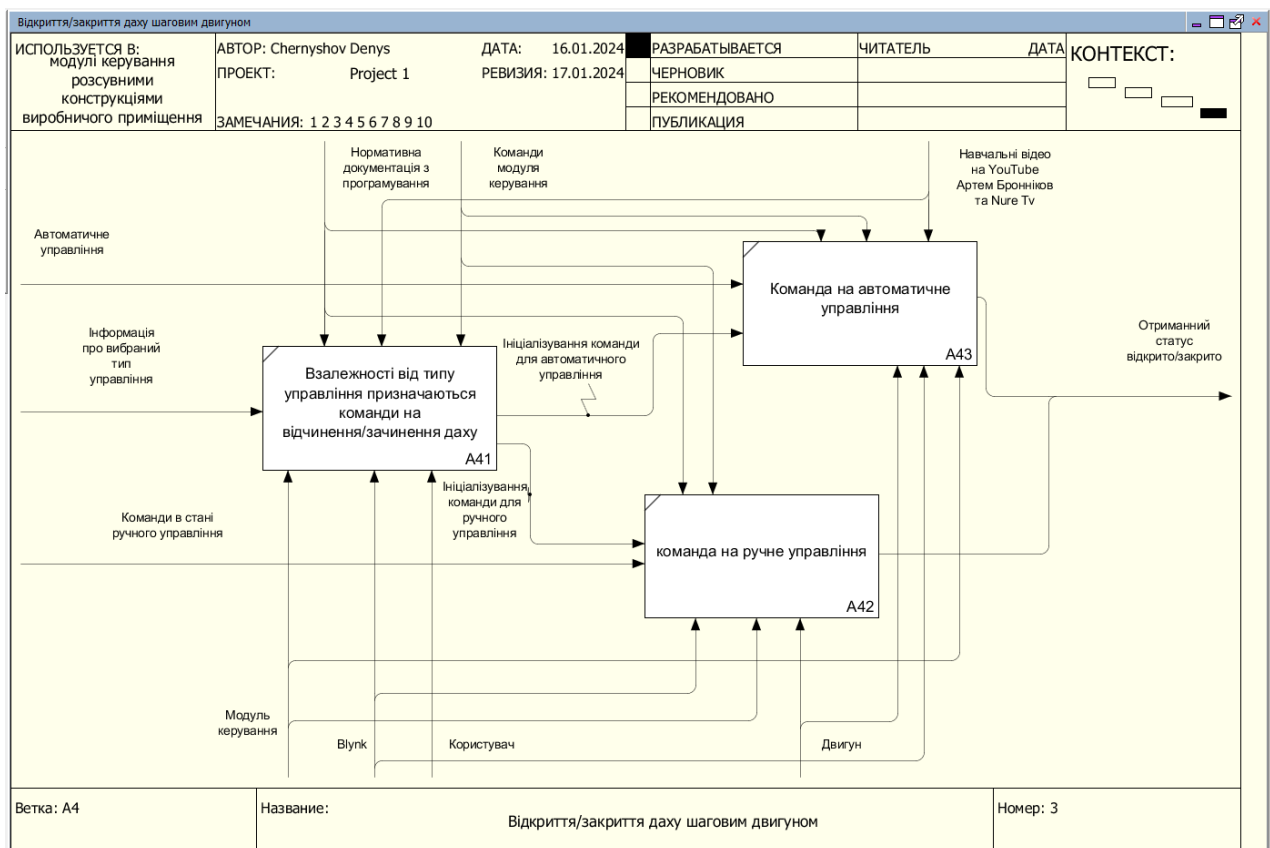 Відкриття/закриття даху шаговим двигуном
ИСПОЛЬЗУЕТСЯ В:
модулі керування
розсувними
конструкціями
виробничого приміщення
АВТОР: Chernyshov Denys
ДАТА: 16.01.2024
ПРОЕКТ: Project 1
РЕВИЗИЯ: 17.01.2024
ЗАМЕЧАНИЯ: 1 2 3 4 5 6 7 8 9 10
РАЗРАБАТЫВАЕТСЯ
ЧЕРНОВИК
РЕКОМЕНДОВАНО
ПУБЛИКАЦИЯ
ЧИТАТЕЛЬ ДАТА
КОНТЕКСТ:
Нормативна
документація з
програмування
Команди
модуля
керування
Навчальні відео
на YouTube
Артем Бронніков
та Nure Tv
Автоматичне
управління
Команда на автоматичне
управління
A43
Інформація
про вибраний
тип
управління
Ініціалізування команди
для автоматичного
управління
Отриманний
статус
відкрито/закрито
Взалежності від типу
управління призначаються
команди на
відчинення/зачинення даху
A41
Ініціалізування
команди для
ручного
управління
Команди в стані
ручного управління
команда на ручне управління
A42
Модуль
керування
Blynk
Користувач
Двигун
Ветка: A4
Название:
Відкриття/закриття даху шаговим двигуном
Номер: 3